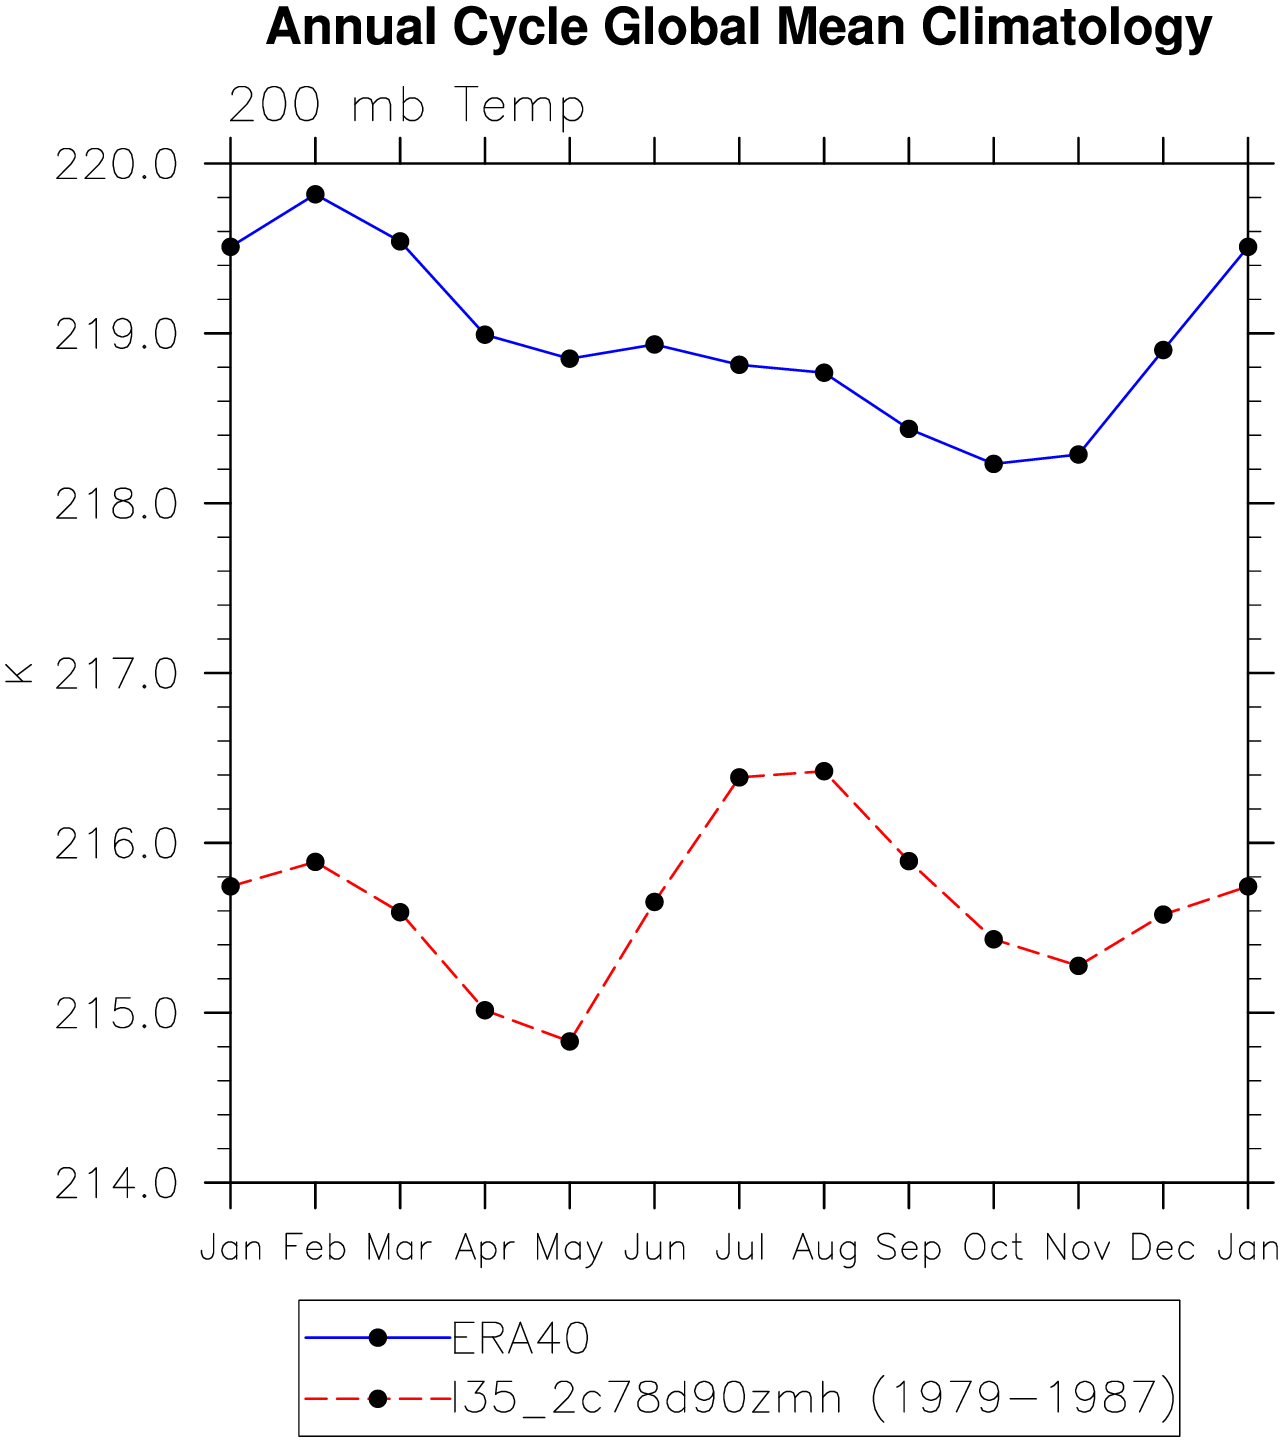 Annual Cycle Global Mean Climatology
200 mb Temp
220.0
219.0
218.0
217.0
216.0
215.0
214.0
K
Jan Feb Mar Apr May Jun Jul Aug Sep Oct Nov Dec Jan
ERA40
I35_2c78d90zmh (1979-1987)